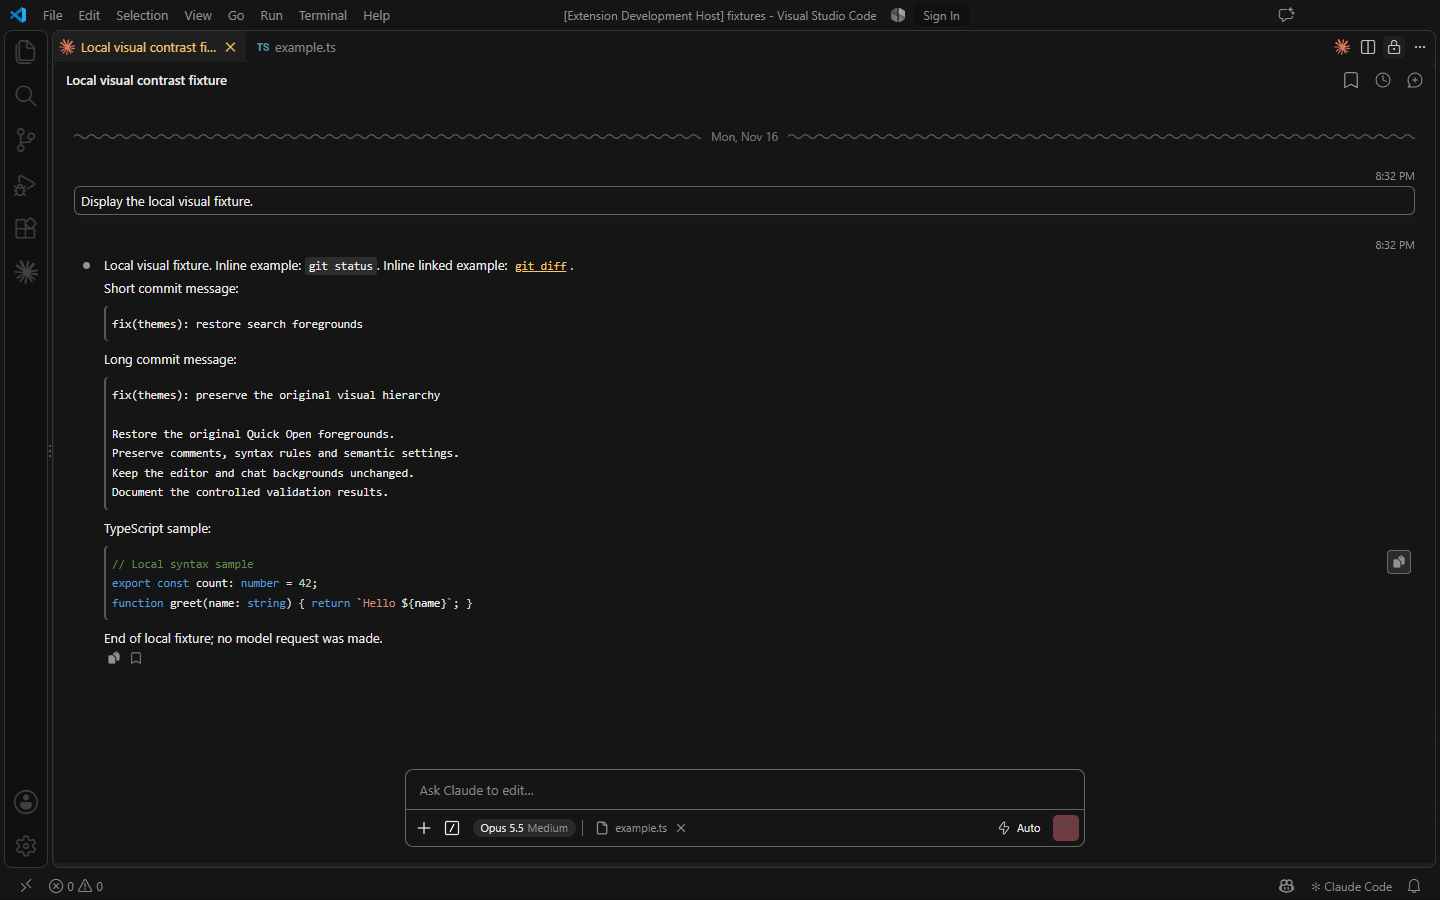 File Edit Selection View Go Run Terminal Help
[Extension Development Host] fixtures - Visual Studio Code
Sign In
Local visual contrast fi...
TS example.ts
Local visual contrast fixture
Mon, Nov 16
8:32 PM
Display the local visual fixture.
8:32 PM
Local visual fixture. Inline example: git status. Inline linked example: git diff.
Short commit message:
fix(themes): restore search foregrounds
Long commit message:
fix(themes): preserve the original visual hierarchy
Restore the original Quick Open foregrounds.
Preserve comments, syntax rules and semantic settings.
Keep the editor and chat backgrounds unchanged.
Document the controlled validation results.
TypeScript sample:
// Local syntax sample
export const count: number = 42;
function greet(name: string) { return `Hello ${name}`; }
End of local fixture; no model request was made.
Ask Claude to edit...
Opus 5.5 Medium
example.ts
Auto
0 0
Claude Code